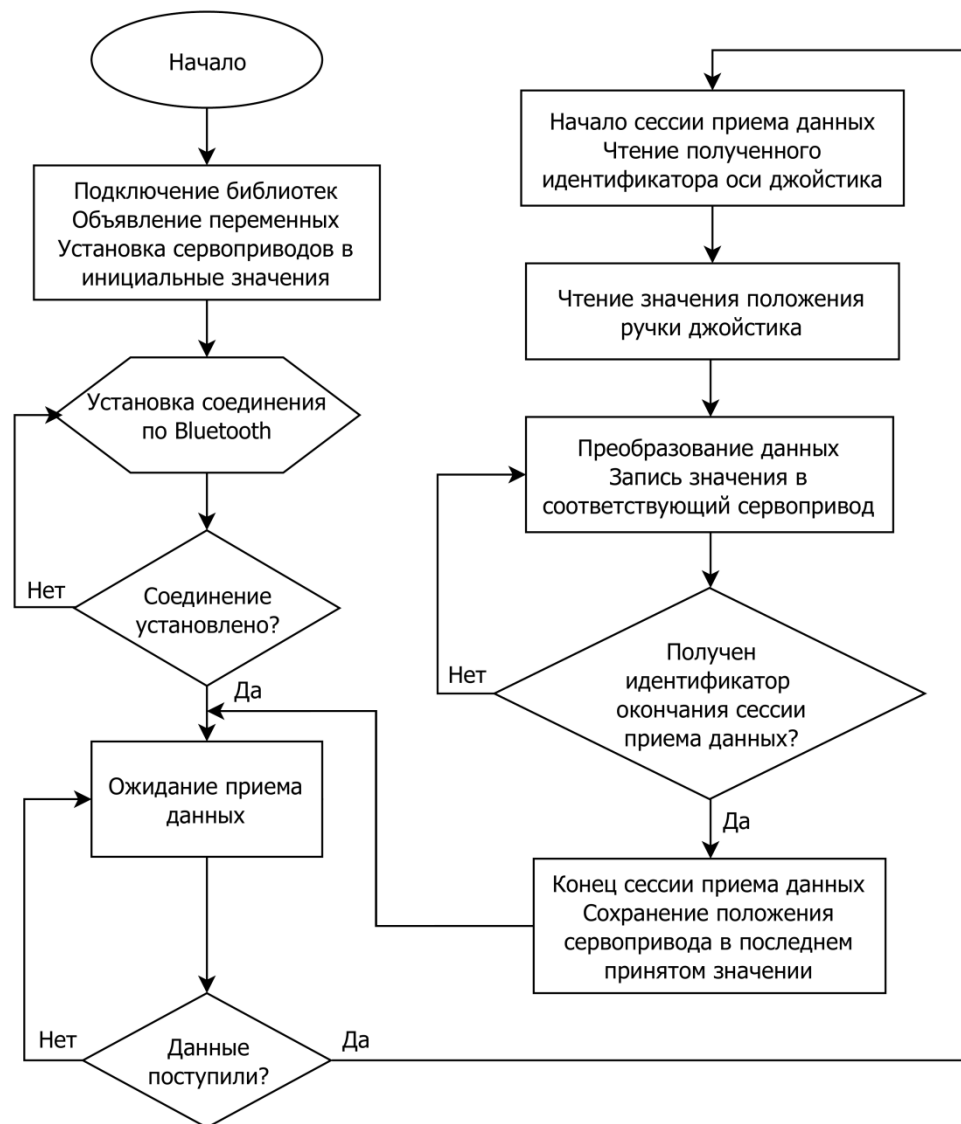 Начало
Подключение библиотек
Объявление переменных
Установка сервоприводов в
инициальные значения
Установка соединения
по Bluetooth
Нет
Соединение
установлено?
Да
Ожидание приема
данных
Нет
Данные
поступили?
Да
Начало сессии приема данных
Чтение полученного
идентификатора оси джойстика
Чтение значения положения
ручки джойстика
Преобразование данных
Запись значения в
соответствующий сервопривод
Нет
Получен
идентификатор
окончания сессии
приема данных?
Да
Конец сессии приема данных
Сохранение положения
сервопривода в последнем
принятом значении